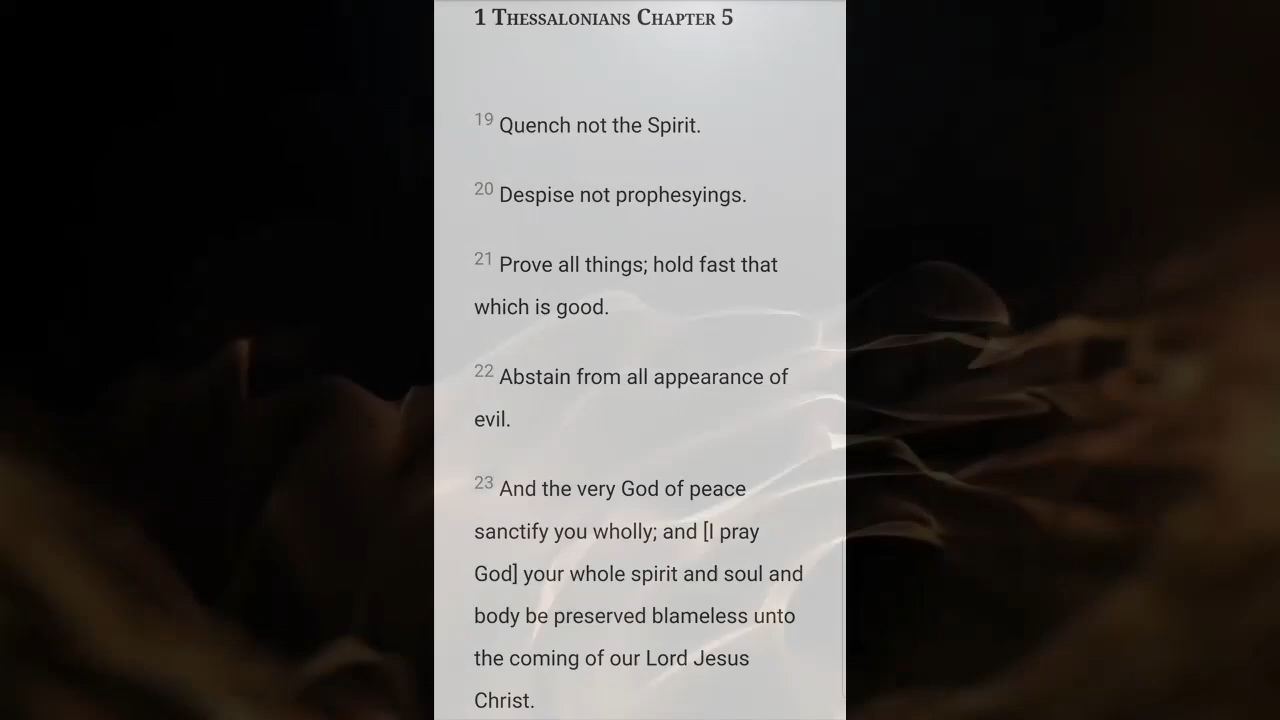 1 Thessalonians Chapter 5
19 Quench not the Spirit.
20 Despise not prophesyings.
21 Prove all things; hold fast that
which is good.
22 Abstain from all appearance of
evil.
23 And the very God of peace
sanctify you wholly; and [I pray
God] your whole spirit and soul and
body be preserved blameless unto
the coming of our Lord Jesus
Christ.